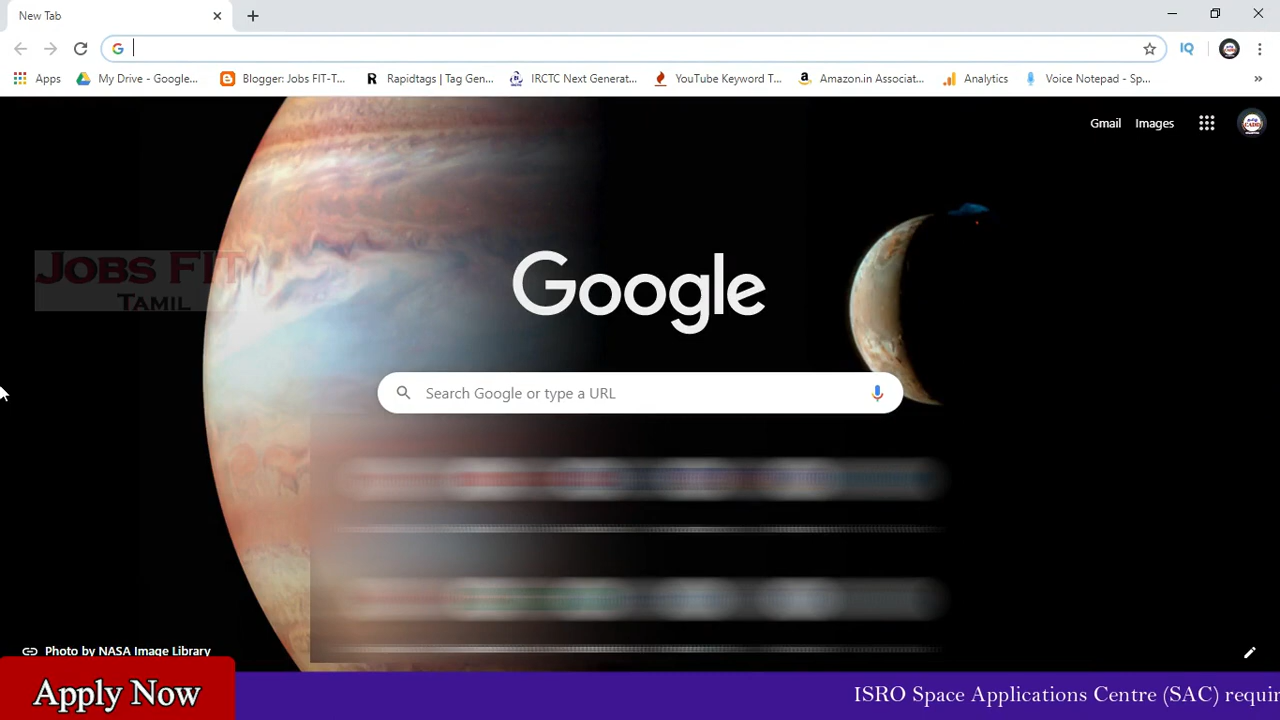 New Tab
Apps
My Drive - Google...
Blogger: Jobs FIT-T...
Rapidtags | Tag Gen...
IRCTC Next Generat...
YouTube Keyword T...
Amazon.in Associat...
Analytics
Voice Notepad - Sp...
IQ
Gmail Images
JOBS FIT
TAMIL
Google
Search Google or type a URL
Photo by NASA Image Library
Apply Now
ISRO Space Applications Centre (SAC) requir